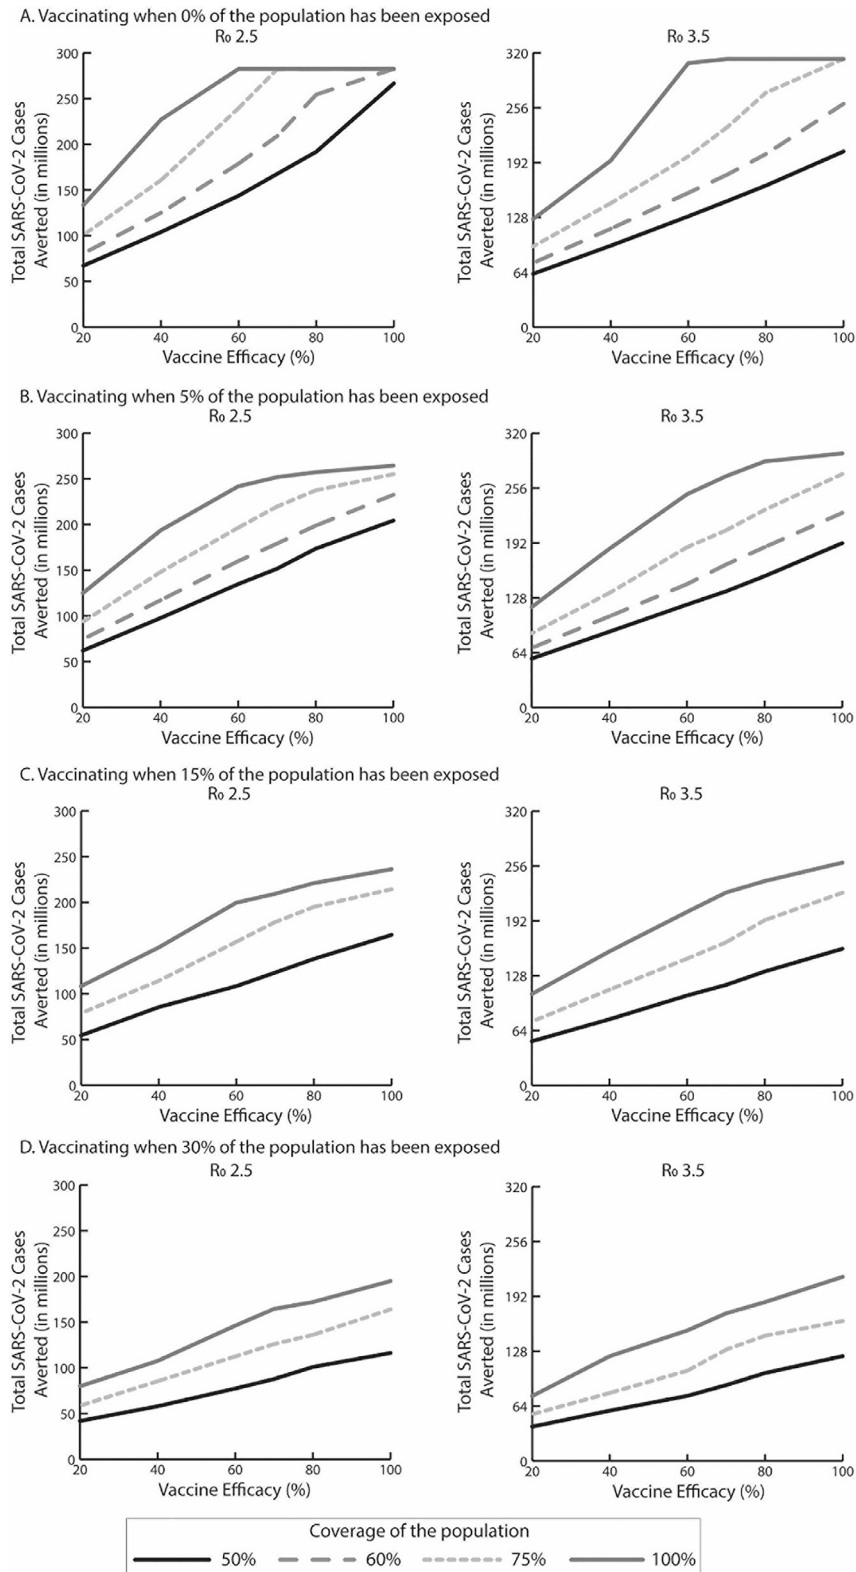 A. Vaccinating when 0% of the population has been exposed
R₀ 2.5
R₀ 3.5
Total SARS-CoV-2 Cases
Averted (in millions)
300
250
200
150
100
50
0
20 40 60 80 100
Vaccine Efficacy (%)
Total SARS-CoV-2 Cases
Averted (in millions)
320
256
192
128
64
0
20 40 60 80 100
Vaccine Efficacy (%)
B. Vaccinating when 5% of the population has been exposed
R₀ 2.5
R₀ 3.5
Total SARS-CoV-2 Cases
Averted (in millions)
300
250
200
150
100
50
0
20 40 60 80 100
Vaccine Efficacy (%)
Total SARS-CoV-2 Cases
Averted (in millions)
320
256
192
128
64
0
20 40 60 80 100
Vaccine Efficacy (%)
C. Vaccinating when 15% of the population has been exposed
R₀ 2.5
R₀ 3.5
Total SARS-CoV-2 Cases
Averted (in millions)
300
250
200
150
100
50
0
20 40 60 80 100
Vaccine Efficacy (%)
Total SARS-CoV-2 Cases
Averted (in millions)
320
256
192
128
64
0
20 40 60 80 100
Vaccine Efficacy (%)
D. Vaccinating when 30% of the population has been exposed
R₀ 2.5
R₀ 3.5
Total SARS-CoV-2 Cases
Averted (in millions)
300
250
200
150
100
50
0
20 40 60 80 100
Vaccine Efficacy (%)
Total SARS-CoV-2 Cases
Averted (in millions)
320
256
192
128
64
0
20 40 60 80 100
Vaccine Efficacy (%)
Coverage of the population
50% 60% 75% 100%